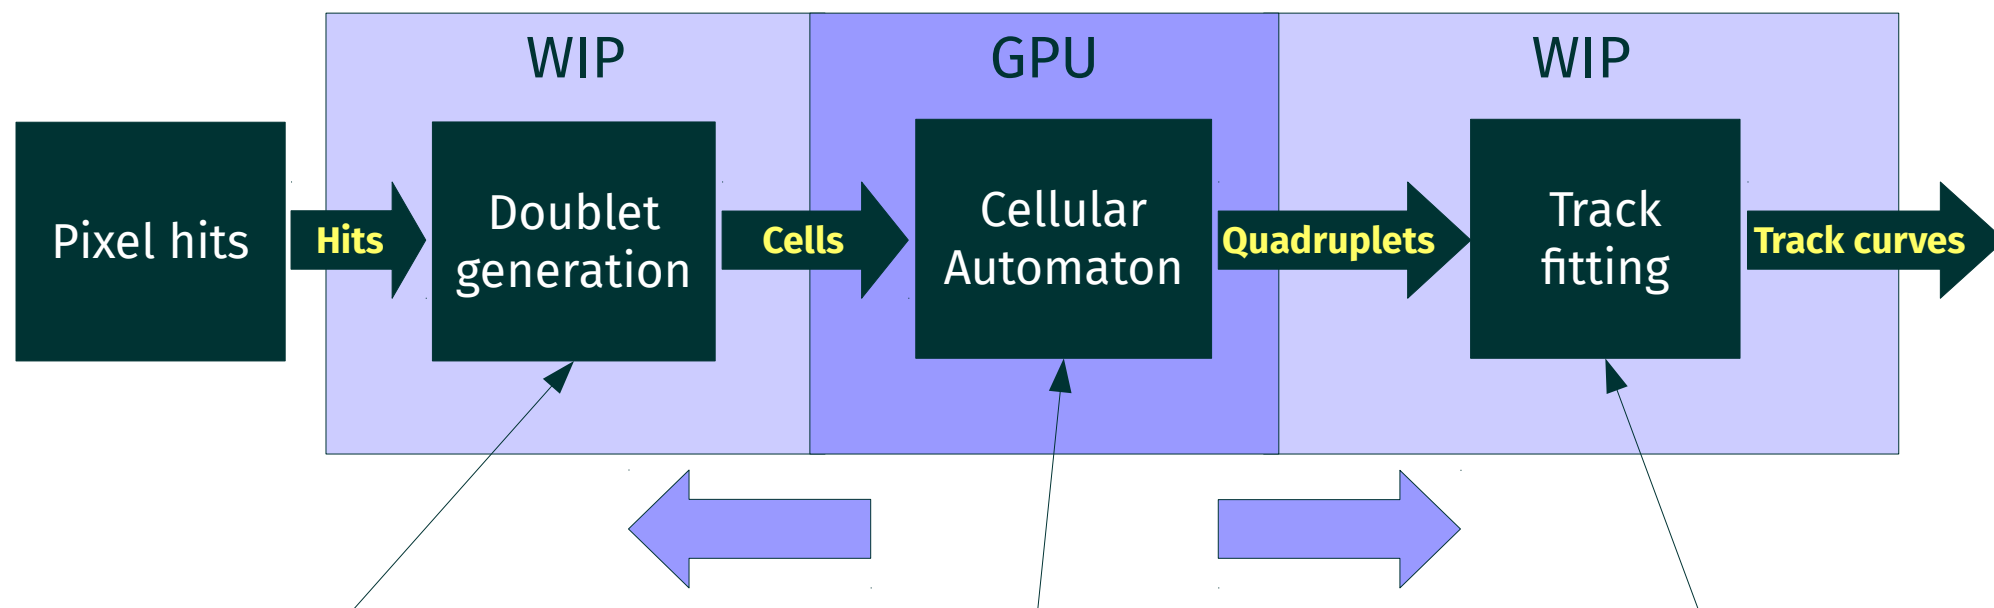 WIP
GPU
WIP
Pixel hits
Hits
Doublet
generation
Cells
Cellular
Automaton
Quadruplets
Track
fitting
Track curves